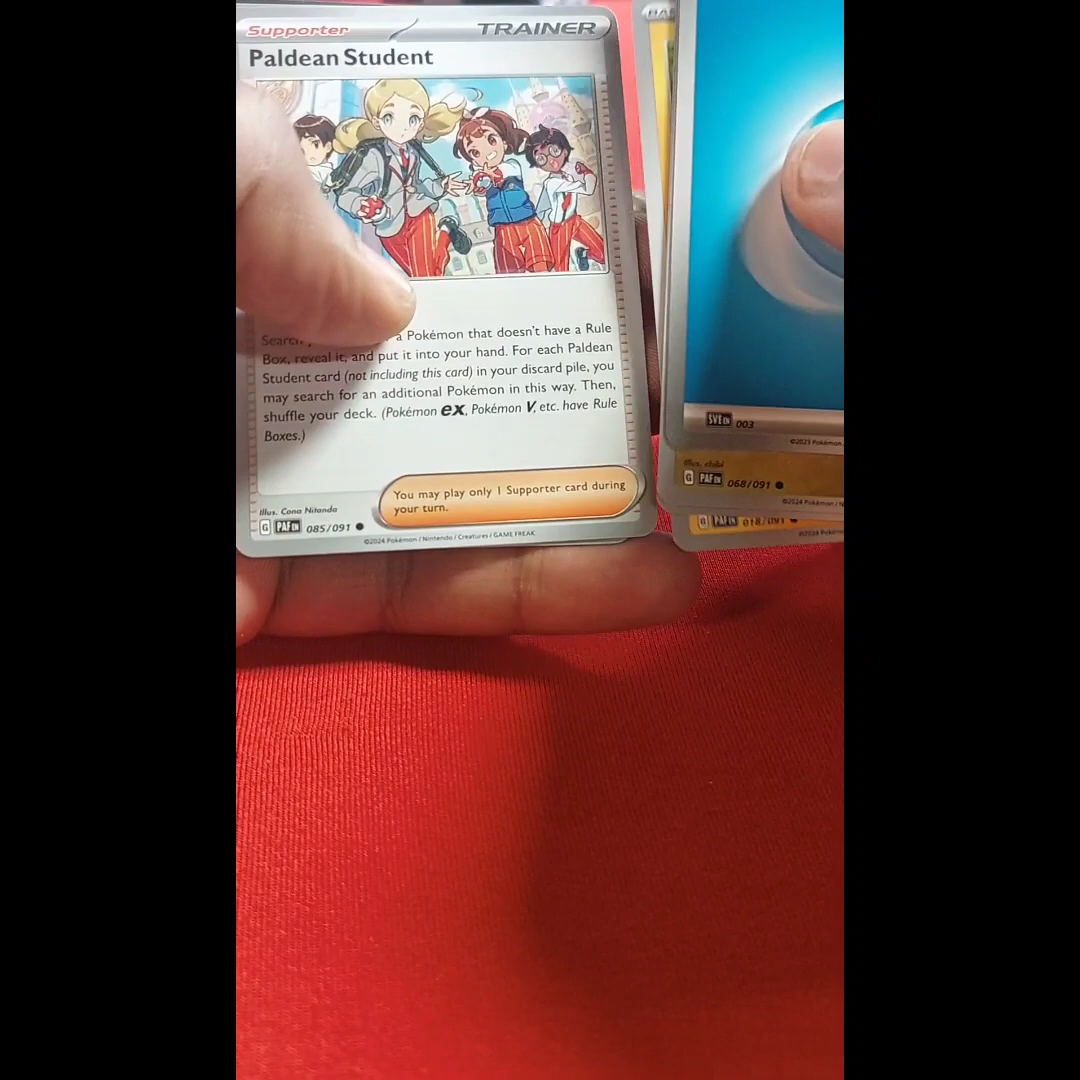 Supporter
TRAINER
Paldean Student
a Pokémon that doesn't have a Rule
Box, reveal it, and put it into your hand. For each Paldean
Student card (not including this card) in your discard pile, you
may search for an additional Pokémon in this way. Then,
shuffle your deck. (Pokémon ex, Pokémon V, etc. have Rule
Boxes.)
You may play only 1 Supporter card during
your turn.
Illus. Cona Nitanda
G PAF EN 085/091
©2024 Pokémon / Nintendo / Creatures / GAME FREAK
SVE EN 003
©2023 Pokémon
Illus. chibi
G PAF EN 068/091
©2024 Pokémon
G PAF EN 018/091
©2024 Pokémon